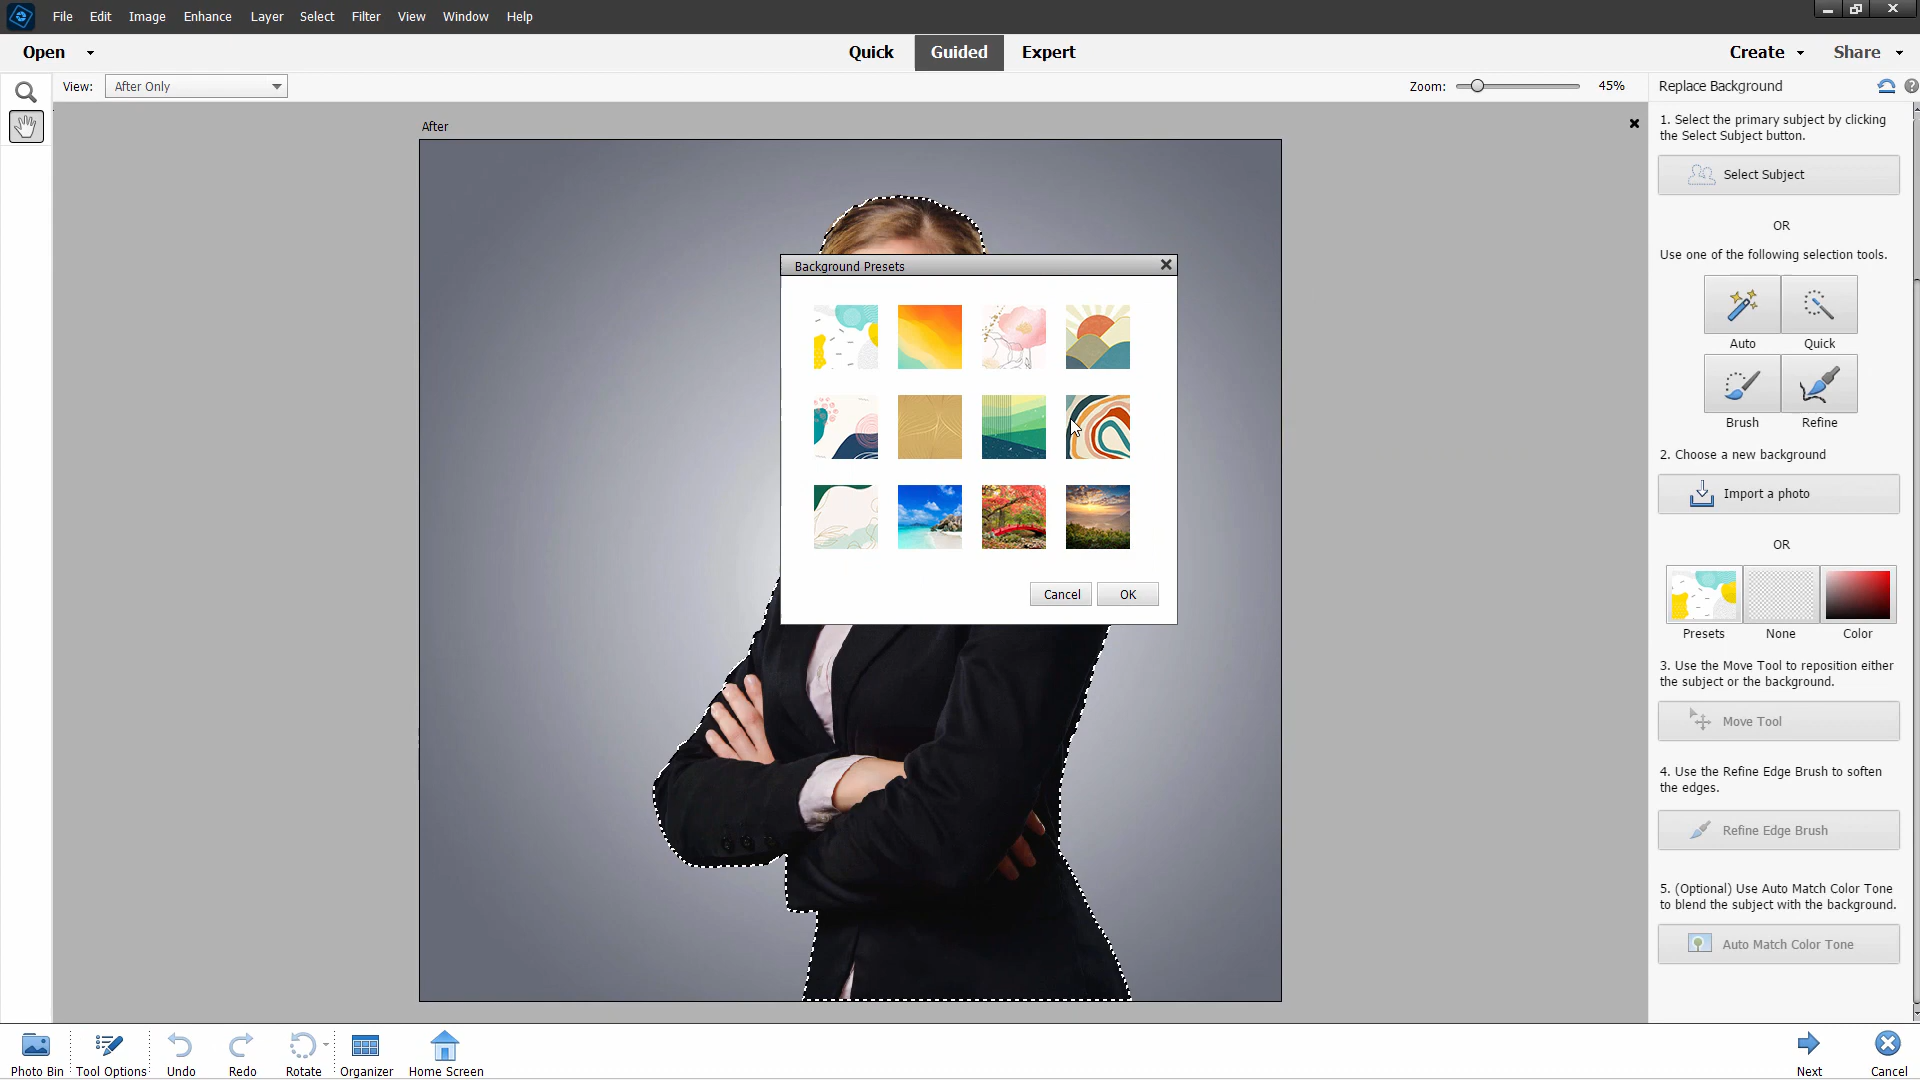 File Edit Image Enhance Layer Select Filter View Window Help
Open Quick Guided Expert Create Share
View: After Only Zoom: 45% Replace Background
After
1. Select the primary subject by clicking
the Select Subject button.
Select Subject
OR
Use one of the following selection tools.
Auto Quick
Brush Refine
2. Choose a new background
Import a photo
OR
Presets None Color
3. Use the Move Tool to reposition either
the subject or the background.
Move Tool
4. Use the Refine Edge Brush to soften
the edges.
Refine Edge Brush
5. (Optional) Use Auto Match Color Tone
to blend the subject with the background.
Auto Match Color Tone
Background Presets
Cancel OK
Photo Bin Tool Options Undo Redo Rotate Organizer Home Screen Next Cancel